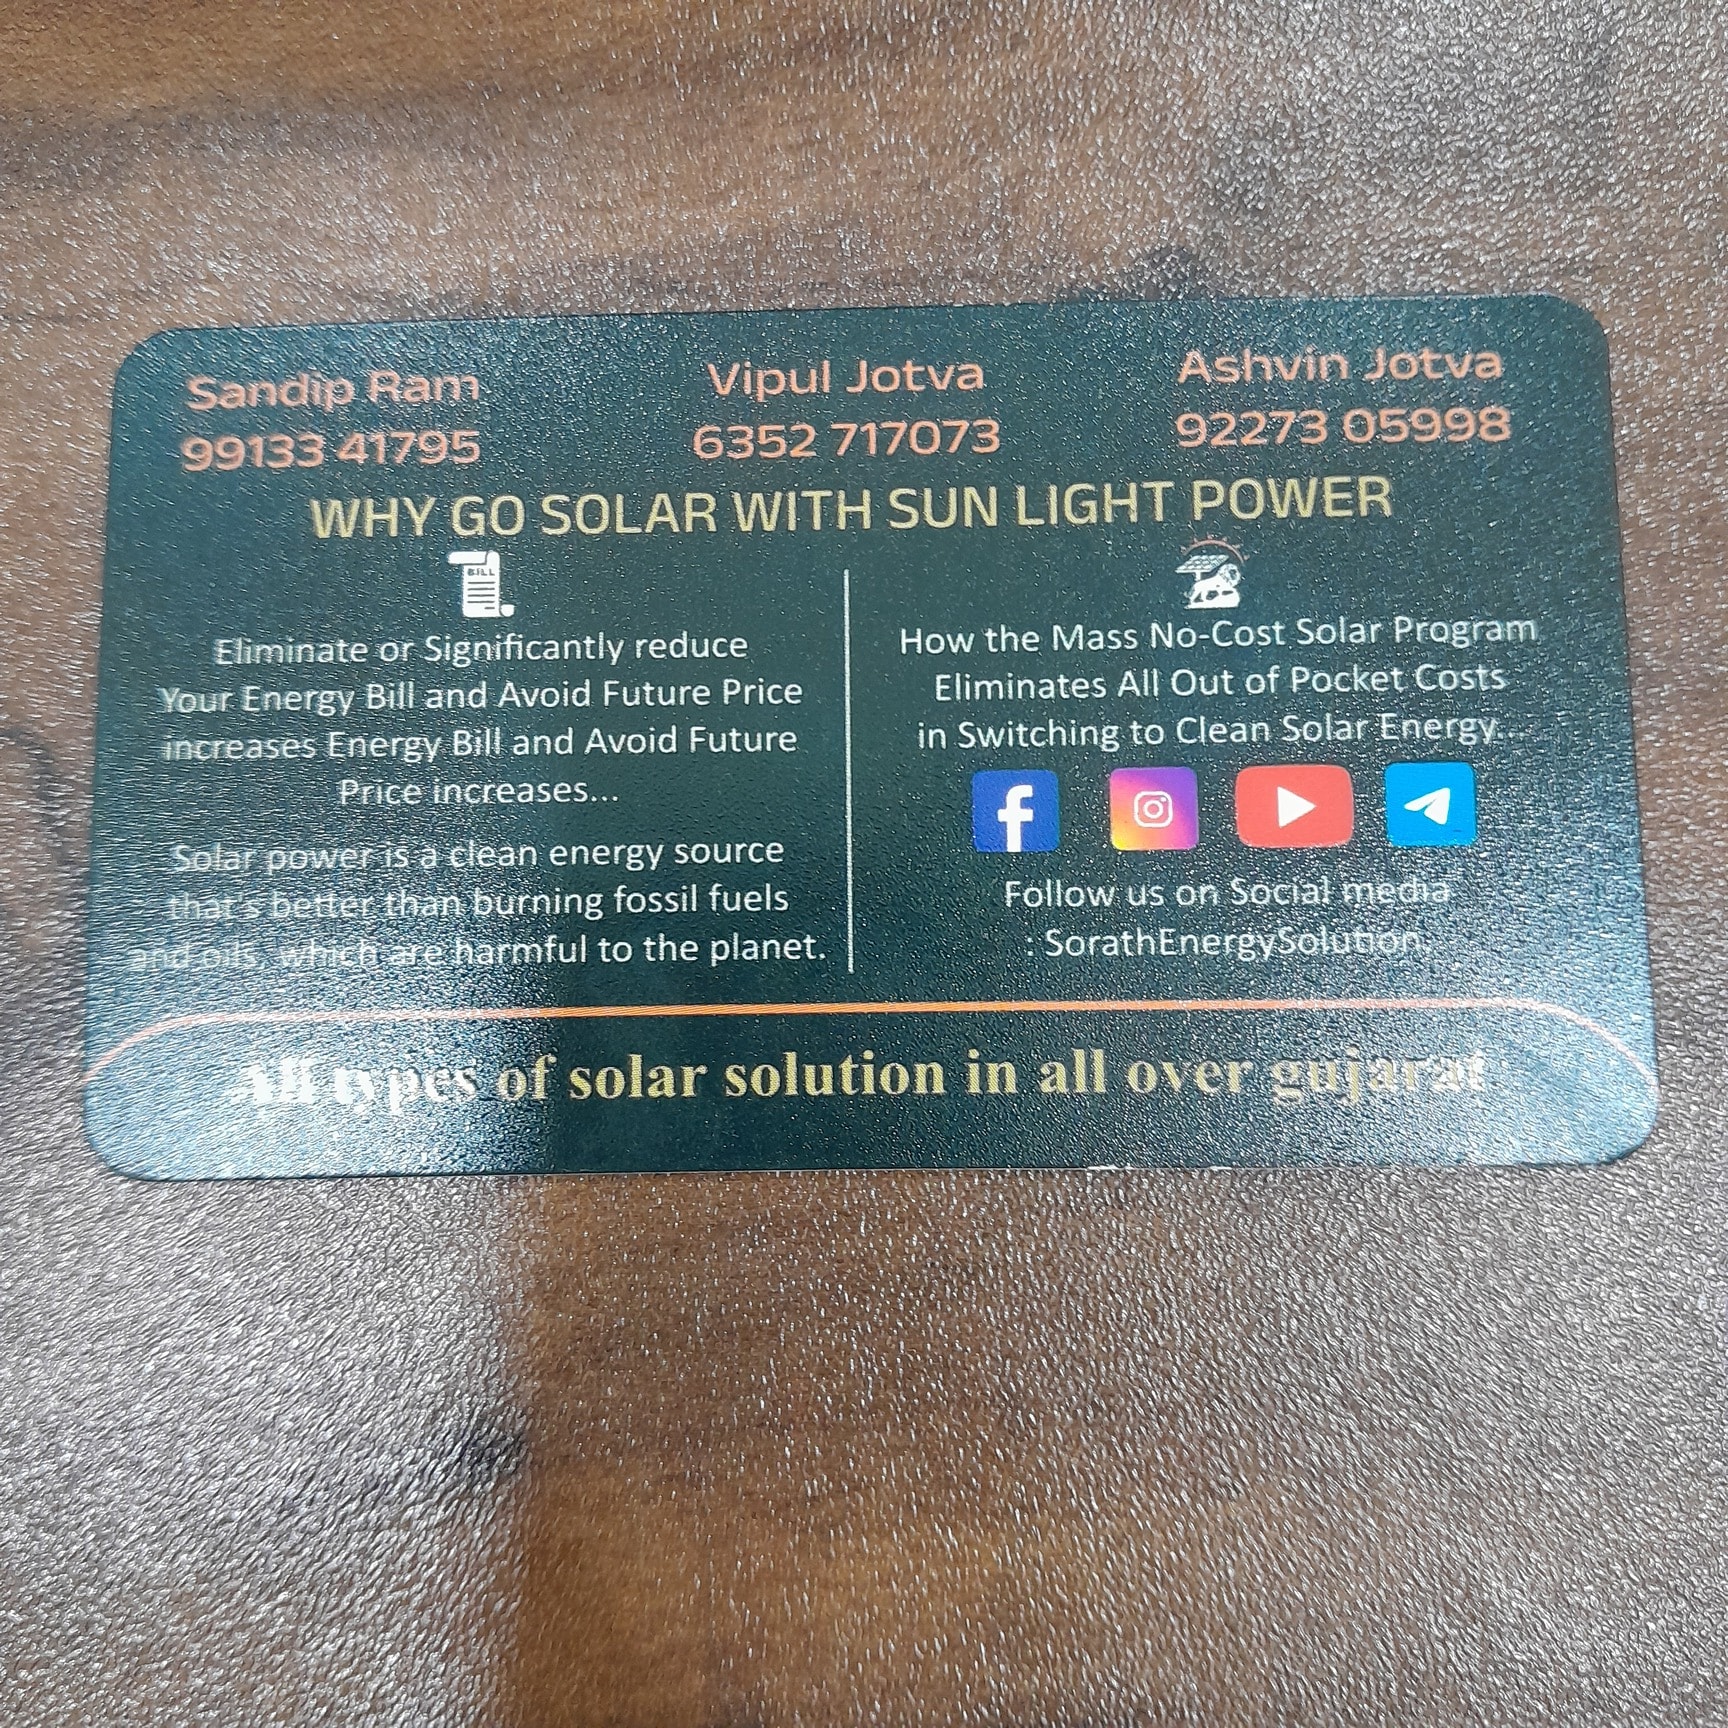 Sandip Ram
99133 41795
Vipul Jotva
6352 717073
Ashvin Jotva
92273 05998
WHY GO SOLAR WITH SUN LIGHT POWER
BILL
Eliminate or Significantly reduce
Your Energy Bill and Avoid Future Price
increases Energy Bill and Avoid Future
Price increases...
Solar power is a clean energy source
that's better than burning fossil fuels
and oils, which are harmful to the planet.
How the Mass No-Cost Solar Program
Eliminates All Out of Pocket Costs
in Switching to Clean Solar Energy...
Follow us on Social media
: SorathEnergySolution.
All types of solar solution in all over gujarat